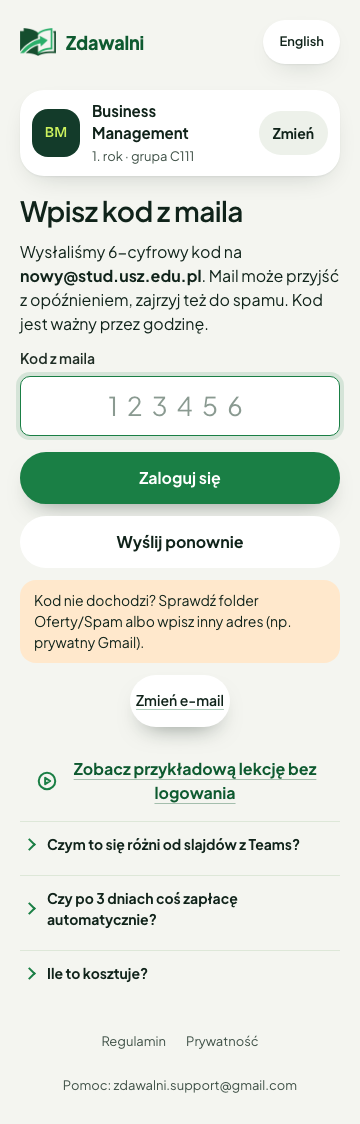 Zdawalni
English
BM
Business
Management
1. rok · grupa C111
Zmień
Wpisz kod z maila
Wysłaliśmy 6-cyfrowy kod na
nowy@stud.usz.edu.pl. Mail może przyjść
z opóźnieniem, zajrzyj też do spamu. Kod
jest ważny przez godzinę.
Kod z maila
1 2 3 4 5 6
Zaloguj się
Wyślij ponownie
Kod nie dochodzi? Sprawdź folder
Oferty/Spam albo wpisz inny adres (np.
prywatny Gmail).
Zmień e-mail
Zobacz przykładową lekcję bez
logowania
Czym to się różni od slajdów z Teams?
Czy po 3 dniach coś zapłacę
automatycznie?
Ile to kosztuje?
Regulamin Prywatność
Pomoc: zdawalni.support@gmail.com